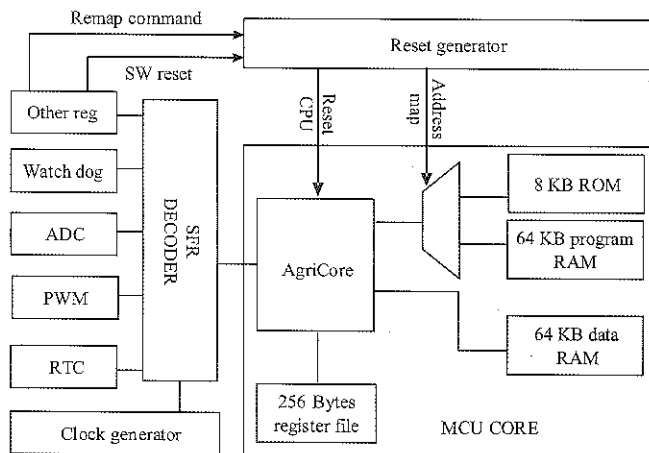 Remap command
Reset generator
SW reset
Other reg
Reset
CPU
Address
map
Watch dog
8 KB ROM
SFR
DECODER
ADC
64 KB program
RAM
AgriCore
PWM
64 KB data
RAM
RTC
256 Bytes
register file
Clock generator
MCU CORE